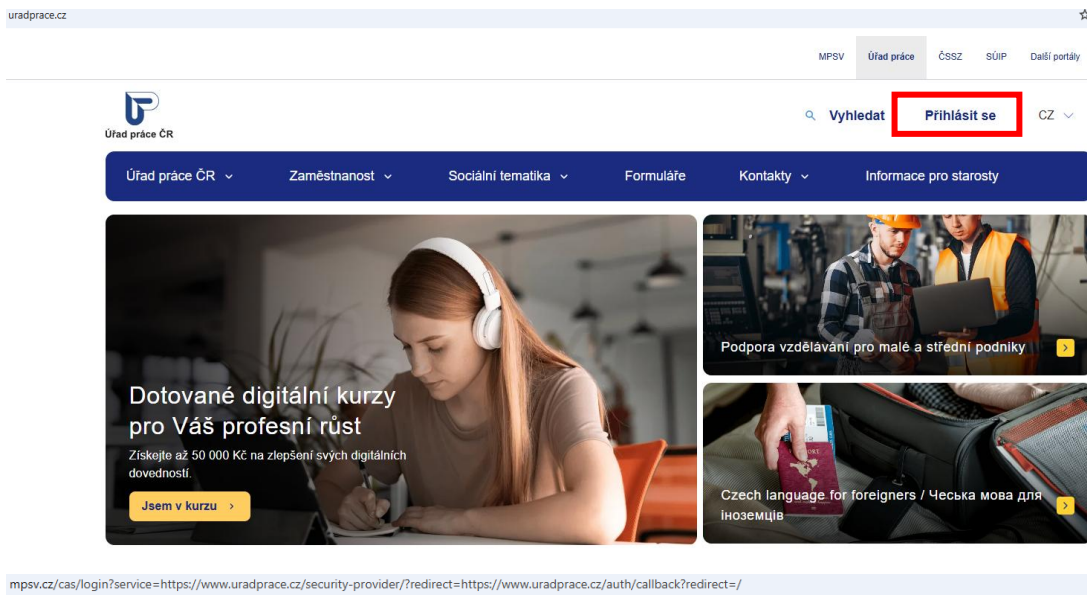 uradprace.cz
MPSV Úřad práce ČSSZ SÚIP Další portály
Úřad práce ČR
Vyhledat Přihlásit se CZ
Úřad práce ČR Zaměstnanost Sociální tematika Formuláře Kontakty Informace pro starosty
Dotované digitální kurzy
pro Váš profesní růst
Získejte až 50 000 Kč na zlepšení svých digitálních
dovedností.
Jsem v kurzu
Podpora vzdělávání pro malé a střední podniky
Czech language for foreigners / Чеська мова для
іноземців
mpsv.cz/cas/login?service=https://www.uradprace.cz/security-provider/?redirect=https://www.uradprace.cz/auth/callback?redirect=/